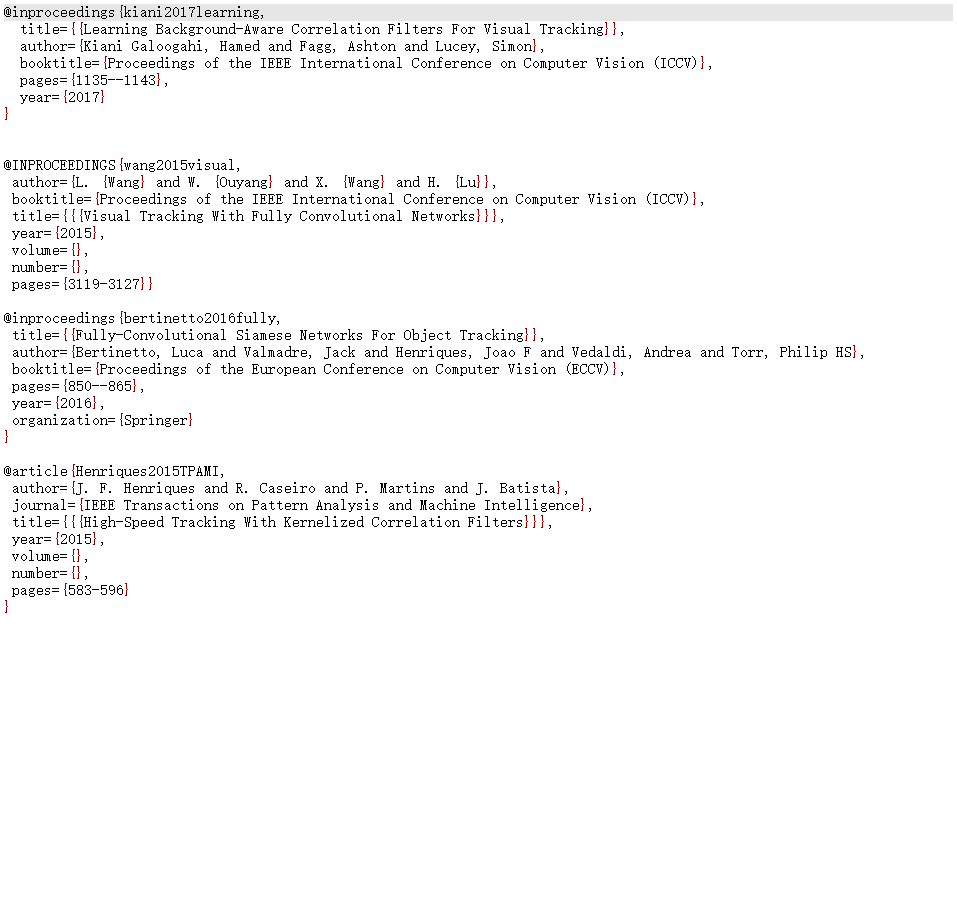 @inproceedings{kiani2017learning,
title={{Learning Background-Aware Correlation Filters For Visual Tracking}},
author={Kiani Galoogahi, Hamed and Fagg, Ashton and Lucey, Simon},
booktitle={Proceedings of the IEEE International Conference on Computer Vision (ICCV)},
pages={1135--1143},
year={2017}
}
@INPROCEEDINGS{wang2015visual,
author={L. {Wang} and W. {Ouyang} and X. {Wang} and H. {Lu}},
booktitle={Proceedings of the IEEE International Conference on Computer Vision (ICCV)},
title={{{Visual Tracking With Fully Convolutional Networks}}},
year={2015},
volume={},
number={},
pages={3119-3127}}
@inproceedings{bertinetto2016fully,
title={{Fully-Convolutional Siamese Networks For Object Tracking}},
author={Bertinetto, Luca and Valmadre, Jack and Henriques, Joao F and Vedaldi, Andrea and Torr, Philip HS},
booktitle={Proceedings of the European Conference on Computer Vision (ECCV)},
pages={850--865},
year={2016},
organization={Springer}
}
@article{Henriques2015TPAMI,
author={J. F. Henriques and R. Caseiro and P. Martins and J. Batista},
journal={IEEE Transactions on Pattern Analysis and Machine Intelligence},
title={{{High-Speed Tracking With Kernelized Correlation Filters}}},
year={2015},
volume={},
number={},
pages={583-596}
}